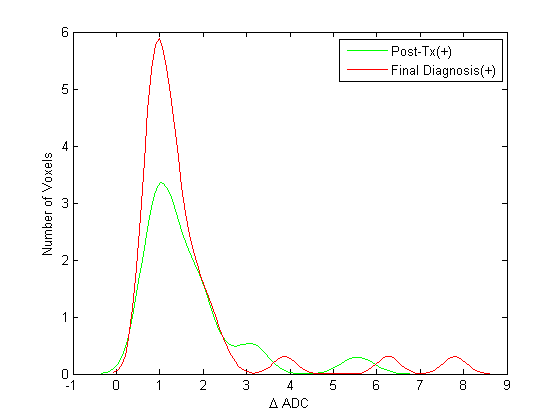 Post-Tx(+)
Final Diagnosis(+)
Number of Voxels
6
5
4
3
2
1
0
-1 0 1 2 3 4 5 6 7 8 9
Δ ADC